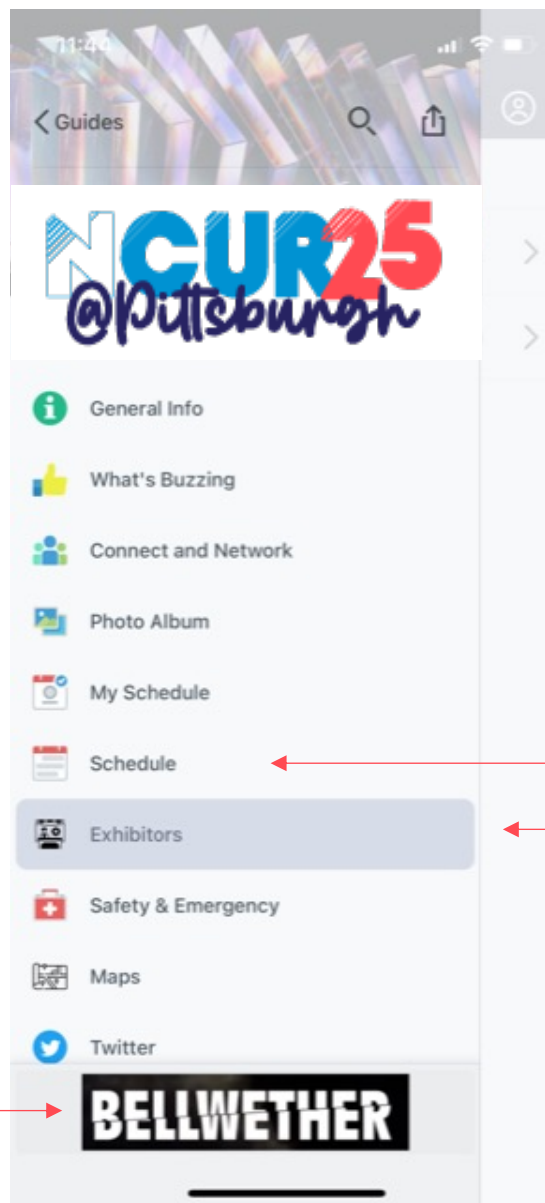 11:44
Guides
NCUR25
@Pittsburgh
General Info
What's Buzzing
Connect and Network
Photo Album
My Schedule
Schedule
Exhibitors
Safety & Emergency
Maps
Twitter
BELLWETHER